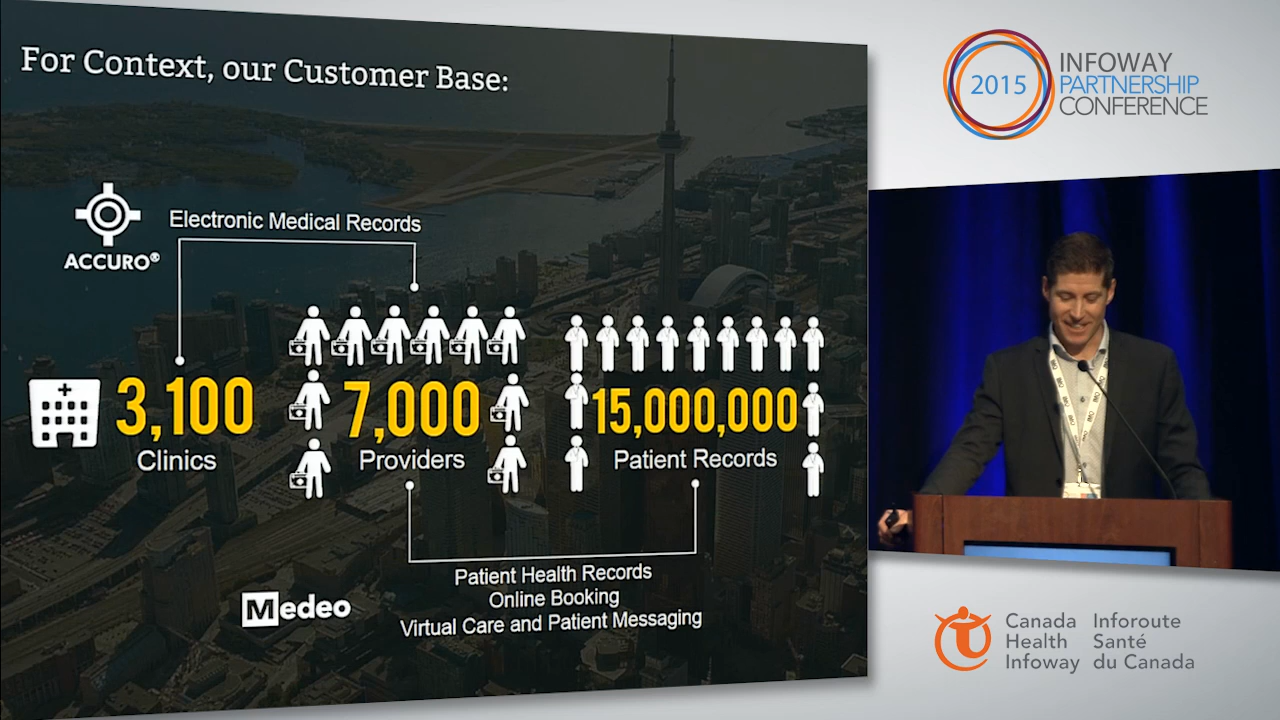 For Context, our Customer Base:
ACCURO®
Electronic Medical Records
3,100
Clinics
7,000
Providers
15,000,000
Patient Records
Medeo
Patient Health Records
Online Booking
Virtual Care and Patient Messaging
2015
INFOWAY
PARTNERSHIP
CONFERENCE
Canada Inforoute
Health Santé
Infoway du Canada